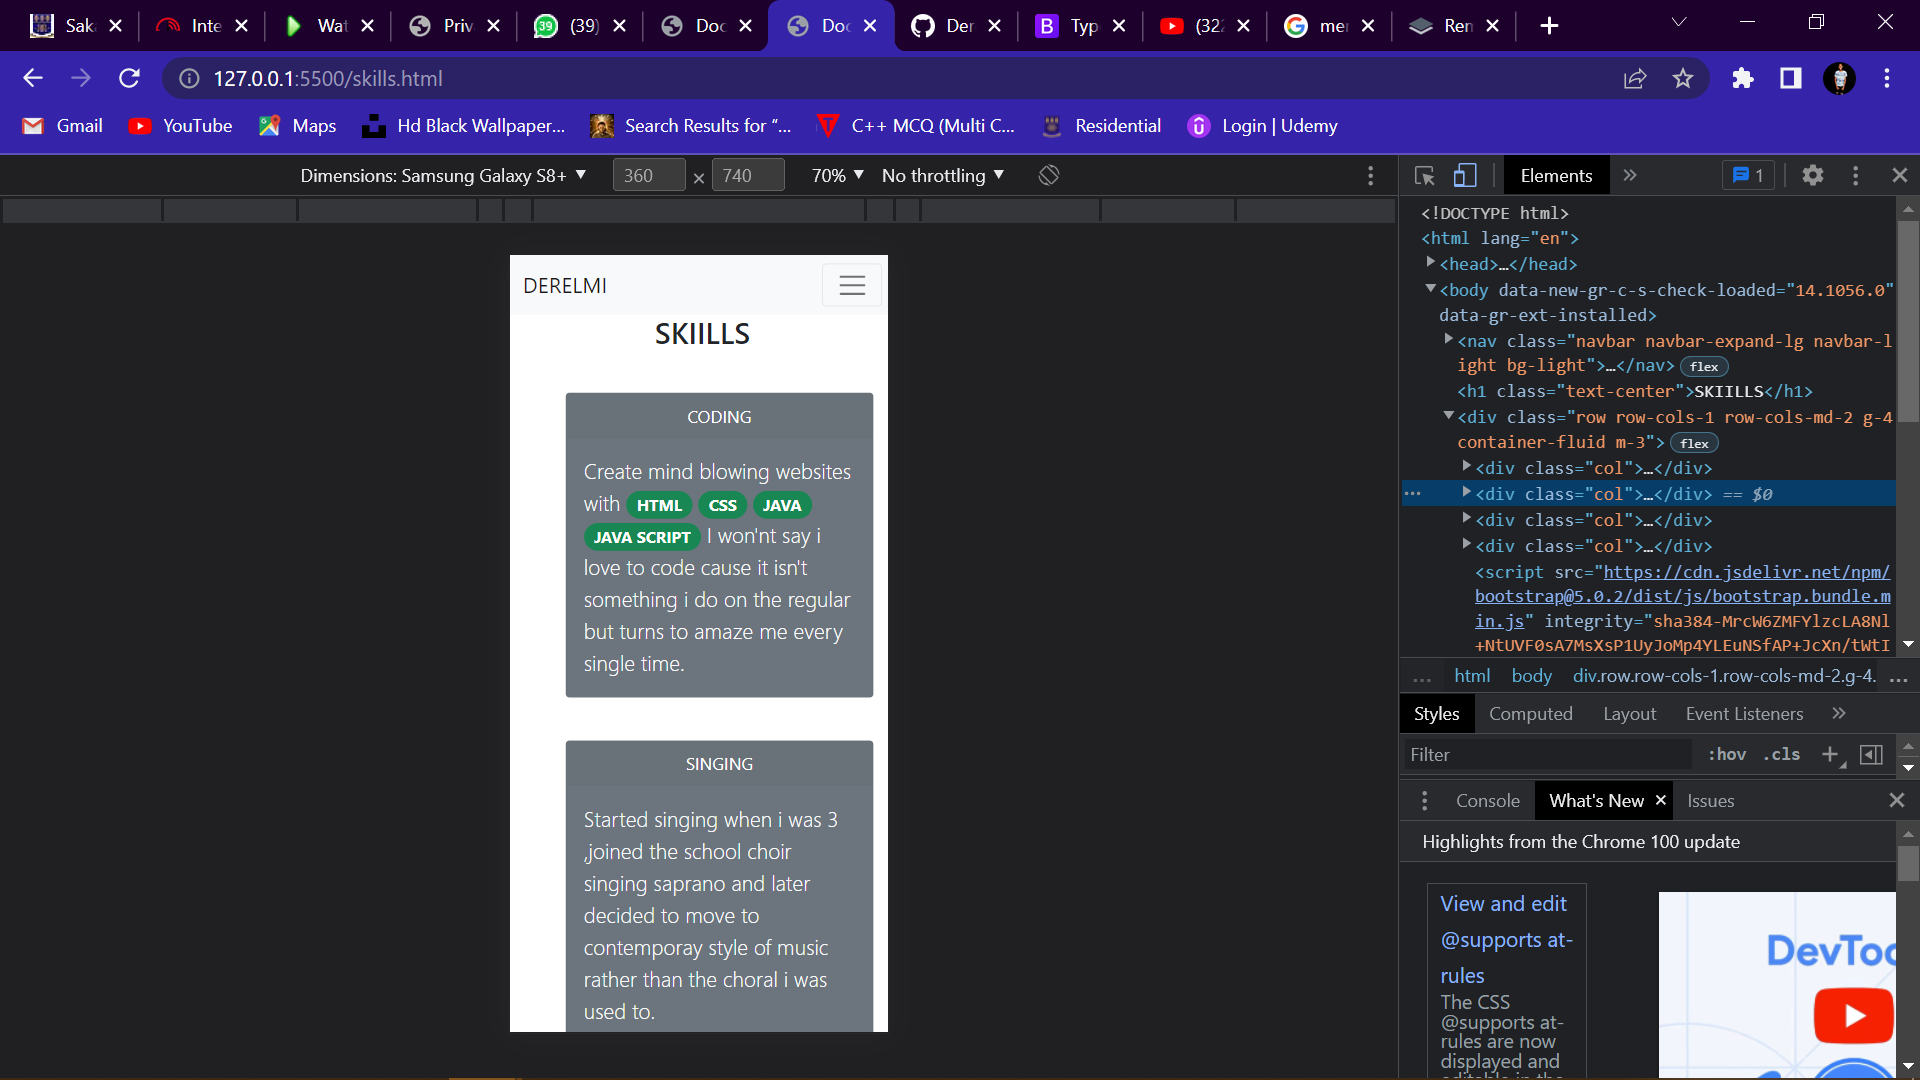 Sak
Inte
Wat
Priv
(39)
Doc
Doc
Der
Typ
(322
mer
Rem
127.0.0.1:5500/skills.html
Gmail
YouTube
Maps
Hd Black Wallpaper...
Search Results for “...
C++ MCQ (Multi C...
Residential
Login | Udemy
Dimensions: Samsung Galaxy S8+
360 × 740
70%
No throttling
DERELMI
SKIILLS
CODING
Create mind blowing websites
with HTML CSS JAVA
JAVA SCRIPT I won'nt say i
love to code cause it isn't
something i do on the regular
but turns to amaze me every
single time.
SINGING
Started singing when i was 3
,joined the school choir
singing saprano and later
decided to move to
contemporay style of music
rather than the choral i was
used to.
Elements
1
<!DOCTYPE html>
<html lang="en">
<head>…</head>
<body data-new-gr-c-s-check-loaded="14.1056.0"
data-gr-ext-installed>
<nav class="navbar navbar-expand-lg navbar-l
ight bg-light">…</nav> flex
<h1 class="text-center">SKIILLS</h1>
<div class="row row-cols-1 row-cols-md-2 g-4
container-fluid m-3"> flex
<div class="col">…</div>
<div class="col">…</div> == $0
<div class="col">…</div>
<div class="col">…</div>
<script src="https://cdn.jsdelivr.net/npm/
bootstrap@5.0.2/dist/js/bootstrap.bundle.m
in.js" integrity="sha384-MrcW6ZMFYlzcLA8Nl
+NtUVF0sA7MsXsP1UyJoMp4YLEuNSfAP+JcXn/tWtI
... html body div.row.row-cols-1.row-cols-md-2.g-4. ...
Styles Computed Layout Event Listeners
Filter :hov .cls
Console What's New Issues
Highlights from the Chrome 100 update
View and edit
@supports at-
rules
The CSS
@supports at-
rules are now
displayed and
editable in the
DevToo